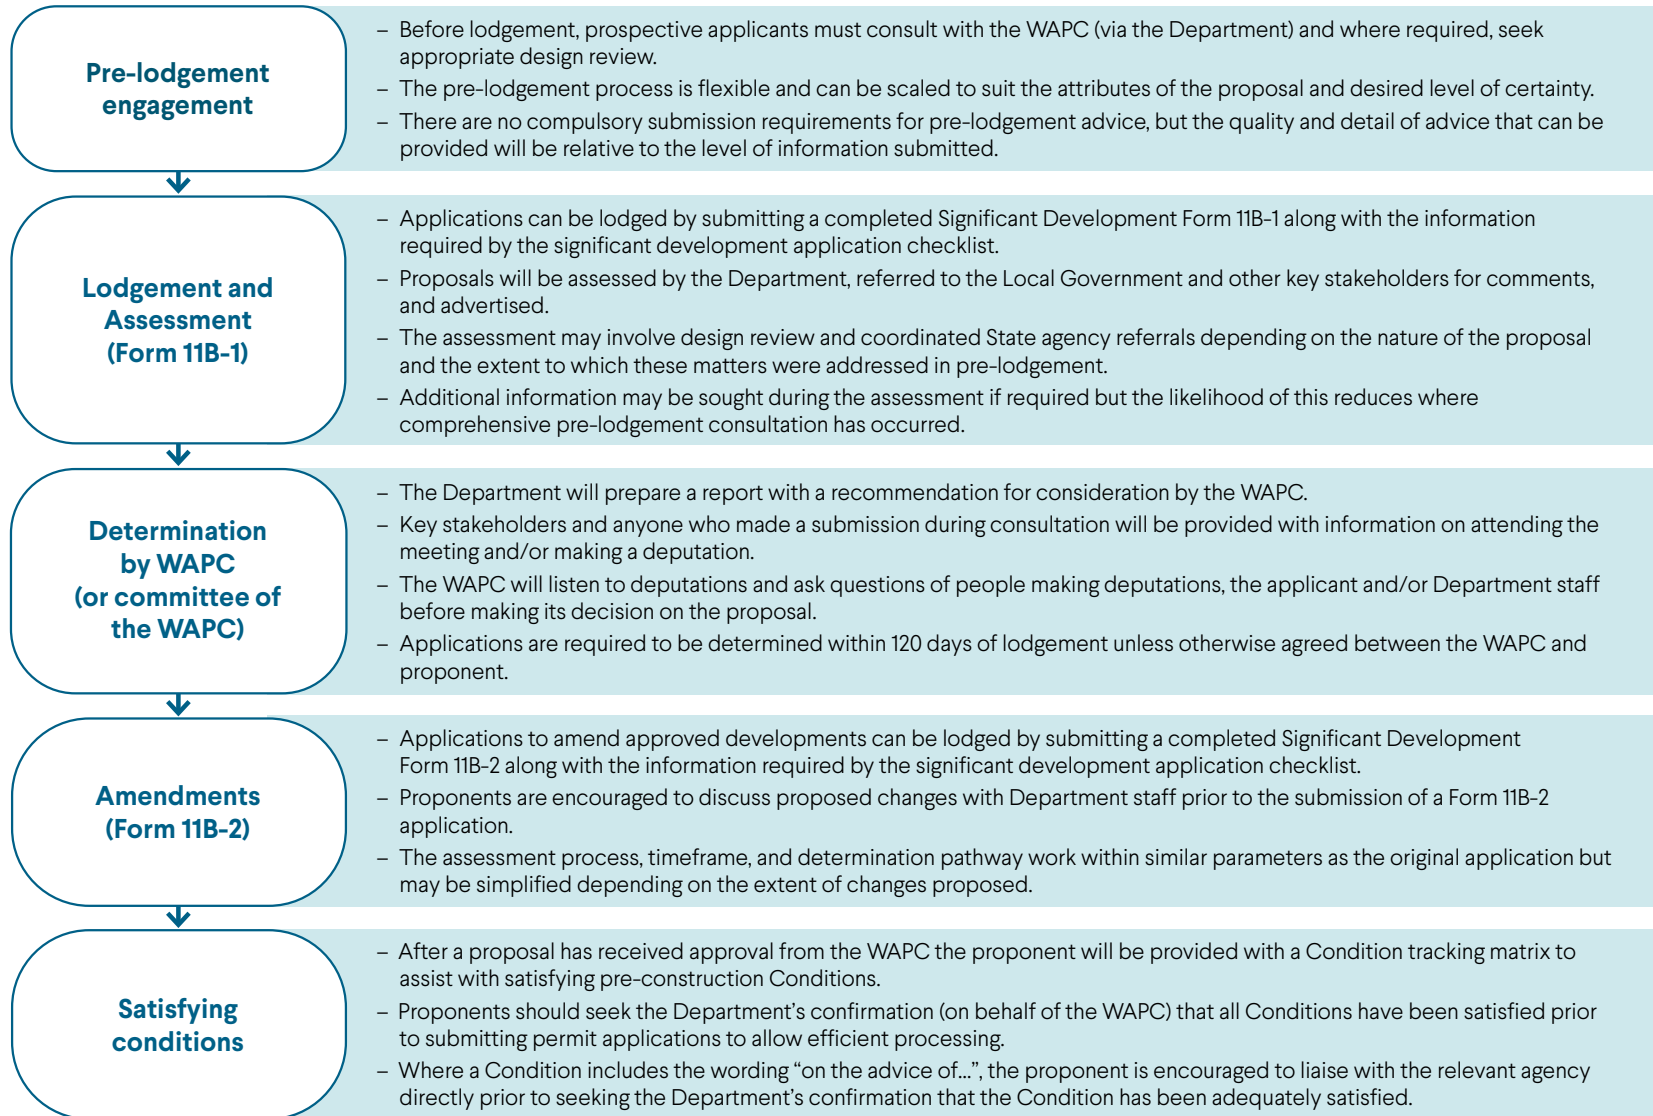 Pre-lodgement
engagement
– Before lodgement, prospective applicants must consult with the WAPC (via the Department) and where required, seek
appropriate design review.
– The pre-lodgement process is flexible and can be scaled to suit the attributes of the proposal and desired level of certainty.
– There are no compulsory submission requirements for pre-lodgement advice, but the quality and detail of advice that can be
provided will be relative to the level of information submitted.
Lodgement and
Assessment
(Form 11B-1)
– Applications can be lodged by submitting a completed Significant Development Form 11B-1 along with the information
required by the significant development application checklist.
– Proposals will be assessed by the Department, referred to the Local Government and other key stakeholders for comments,
and advertised.
– The assessment may involve design review and coordinated State agency referrals depending on the nature of the proposal
and the extent to which these matters were addressed in pre-lodgement.
– Additional information may be sought during the assessment if required but the likelihood of this reduces where
comprehensive pre-lodgement consultation has occurred.
Determination
by WAPC
(or committee of
the WAPC)
– The Department will prepare a report with a recommendation for consideration by the WAPC.
– Key stakeholders and anyone who made a submission during consultation will be provided with information on attending the
meeting and/or making a deputation.
– The WAPC will listen to deputations and ask questions of people making deputations, the applicant and/or Department staff
before making its decision on the proposal.
– Applications are required to be determined within 120 days of lodgement unless otherwise agreed between the WAPC and
proponent.
Amendments
(Form 11B-2)
– Applications to amend approved developments can be lodged by submitting a completed Significant Development
Form 11B-2 along with the information required by the significant development application checklist.
– Proponents are encouraged to discuss proposed changes with Department staff prior to the submission of a Form 11B-2
application.
– The assessment process, timeframe, and determination pathway work within similar parameters as the original application but
may be simplified depending on the extent of changes proposed.
Satisfying
conditions
– After a proposal has received approval from the WAPC the proponent will be provided with a Condition tracking matrix to
assist with satisfying pre-construction Conditions.
– Proponents should seek the Department’s confirmation (on behalf of the WAPC) that all Conditions have been satisfied prior
to submitting permit applications to allow efficient processing.
– Where a Condition includes the wording “on the advice of...”, the proponent is encouraged to liaise with the relevant agency
directly prior to seeking the Department’s confirmation that the Condition has been adequately satisfied.